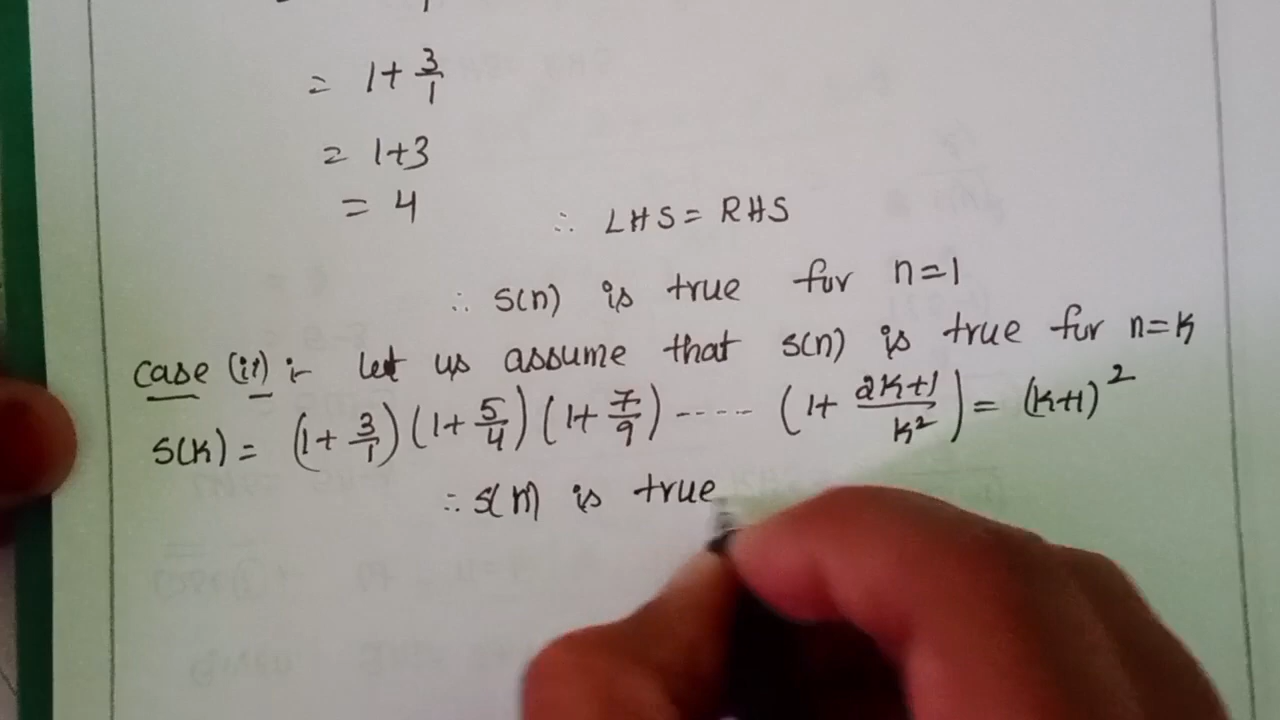 = 1+ 3/1
= 1+3
= 4
∴ LHS = RHS
∴ S(n) is true for n=1
case (ii) :- let us assume that s(n) is true for n=k
S(k) = (1+ 3/1) (1+ 5/4) (1+ 7/9) ----- (1+ 2k+1/k²) = (k+1)²
∴ S(n) is true